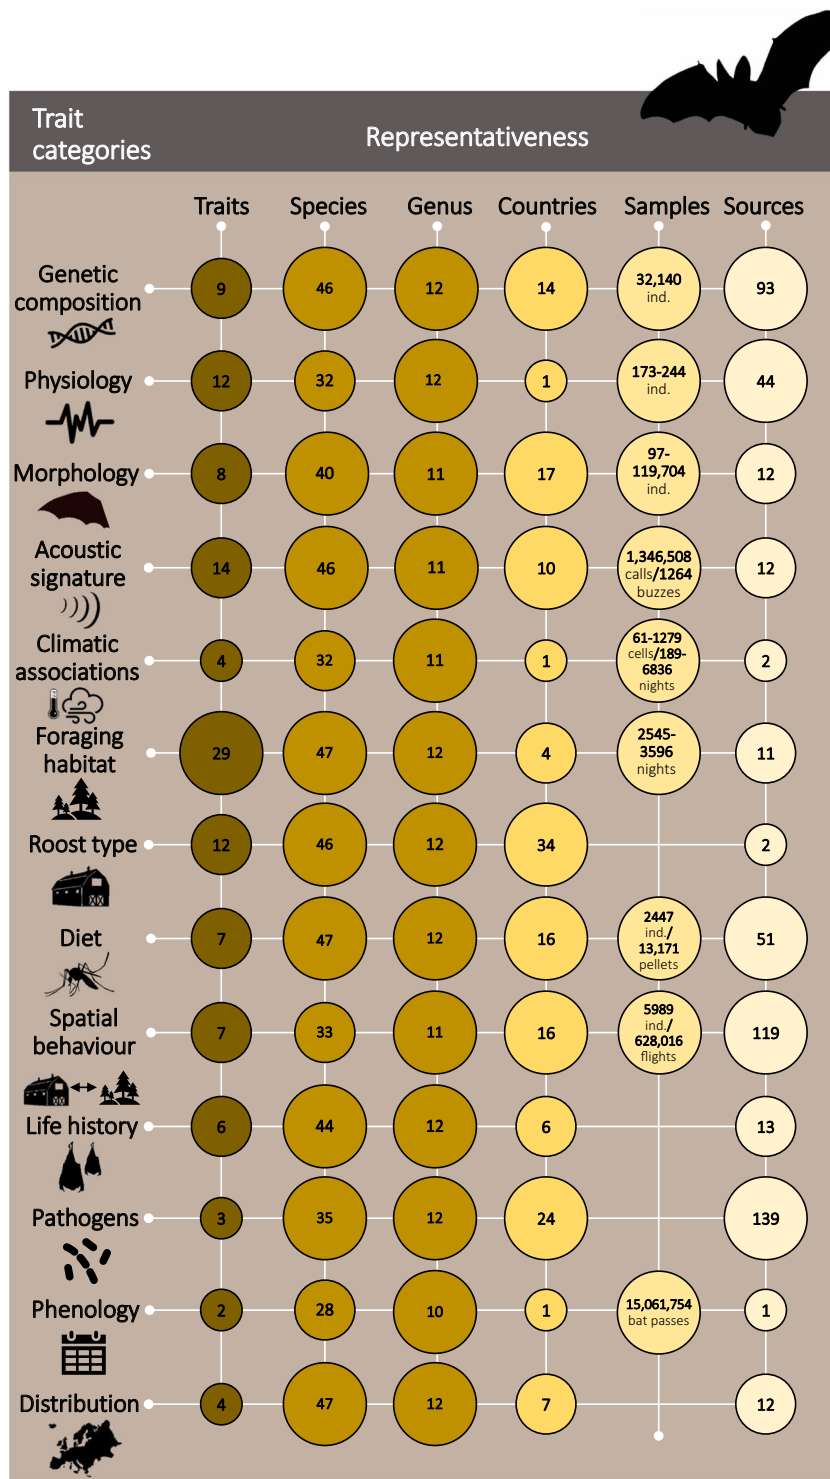 Trait
categories
Representativeness
Traits
Species
Genus
Countries
Samples
Sources
Genetic
composition
9
46
12
14
32,140
ind.
93
Physiology
12
32
12
1
173-244
ind.
44
Morphology
8
40
11
17
97-
119,704
ind.
12
Acoustic
signature
14
46
11
10
1,346,508
calls/1264
buzzes
12
Climatic
associations
4
32
11
1
61-1279
cells/189-
6836
nights
2
Foraging
habitat
29
47
12
4
2545-
3596
nights
11
Roost type
12
46
12
34
2
Diet
7
47
12
16
2447
ind./
13,171
pellets
51
Spatial
behaviour
7
33
11
16
5989
ind./
628,016
flights
119
Life history
6
44
12
6
13
Pathogens
3
35
12
24
139
Phenology
2
28
10
1
15,061,754
bat passes
1
Distribution
4
47
12
7
12